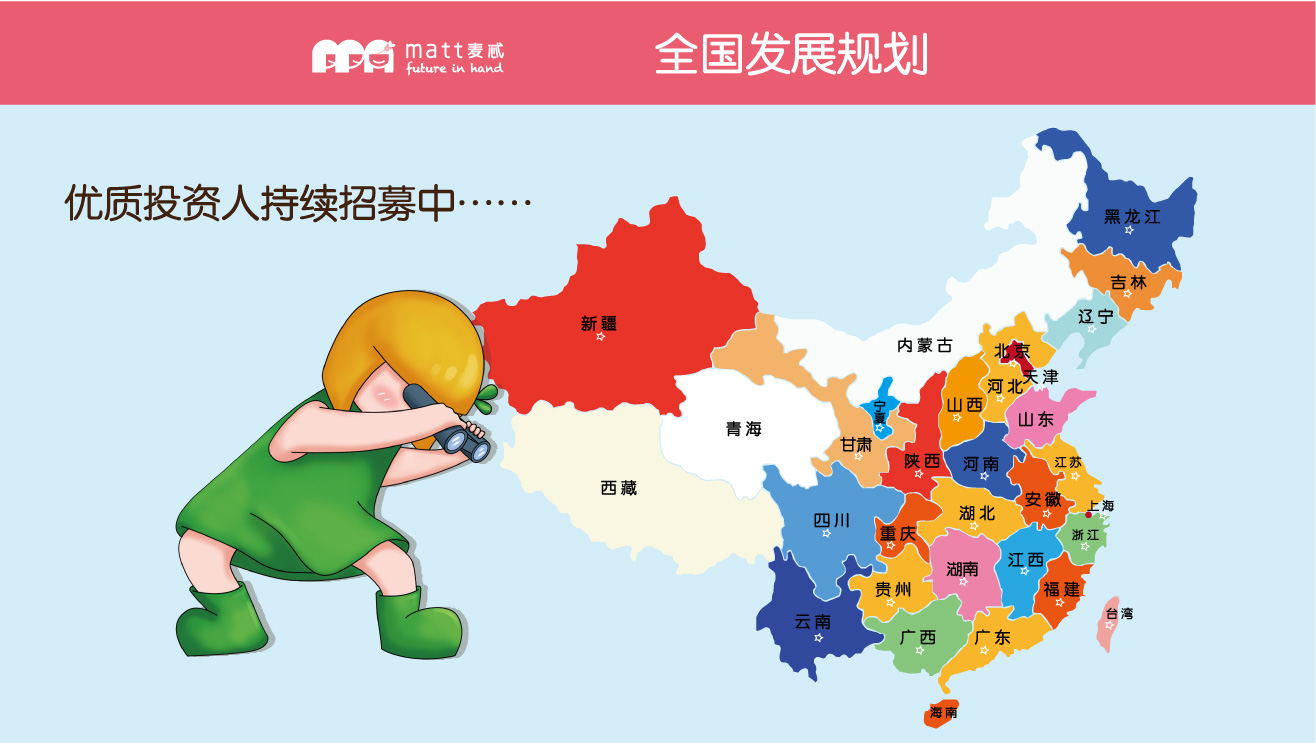 matt麦咸
future in hand
全国发展规划
优质投资人持续招募中……
黑龙江
吉林
辽宁
新疆
内蒙古
北京
天津
河北
宁夏
山西
山东
青海
甘肃
陕西
河南
江苏
西藏
安徽
上海
四川
湖北
重庆
浙江
江西
湖南
贵州
福建
台湾
云南
广西
广东
海南